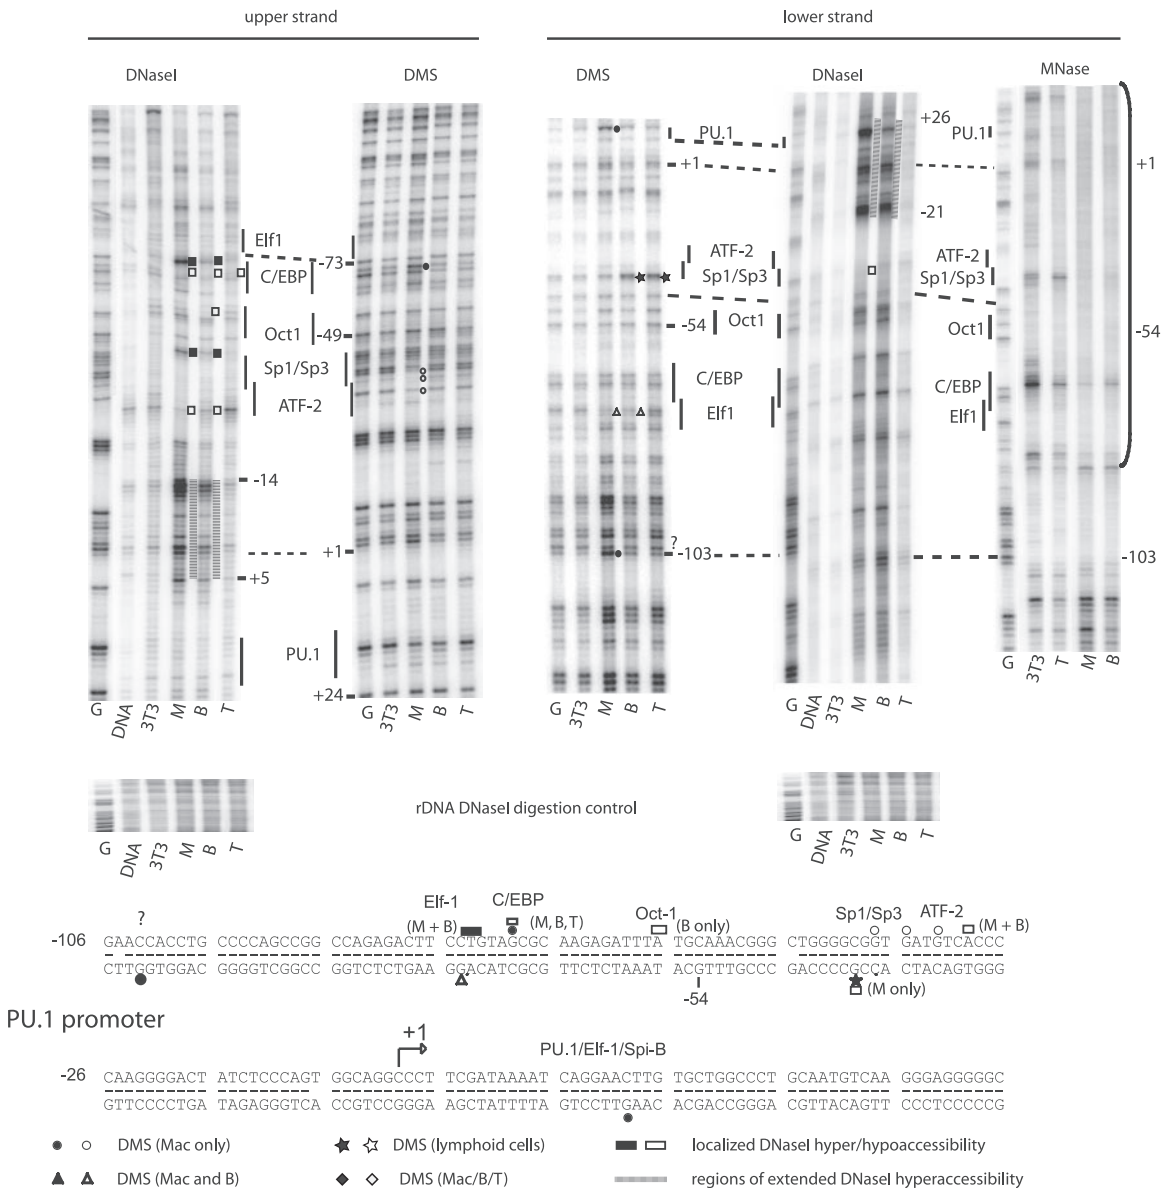 upper strand
lower strand
DNaseI
DMS
DMS
DNaseI
MNase
Elf1
-73
C/EBP
Oct1
-49
Sp1/Sp3
ATF-2
-14
+1
+5
PU.1
+24
PU.1
+1
ATF-2
Sp1/Sp3
-54
Oct1
C/EBP
Elf1
?
-103
+26
PU.1
-21
ATF-2
Sp1/Sp3
Oct1
C/EBP
Elf1
+1
-54
-103
G DNA 3T3 M B T
G 3T3 M B T
G 3T3 M B T
G DNA 3T3 M B T
G 3T3 T M B
rDNA DNaseI digestion control
G DNA 3T3 M B T
G DNA 3T3 M B T
? Elf-1 (M + B) C/EBP (M, B, T) Oct-1 (B only) Sp1/Sp3 ATF-2 (M + B)
-106 GAACCACCTG CCCCAGCCGG CCAGAGACTT CCTGTAGCGC AAGAGATTTA TGCAAACGGG CTGGGGCGGT GATGTCACCC
CTTGGTGGAC GGGGTCGGCC GGTCTCTGAA GGACATCGCG TTCTCTAAAT ACGTTTGCCC GACCCCGCCA CTACAGTGGG
-54
(M only)
PU.1 promoter
+1
PU.1/Elf-1/Spi-B
-26 CAAGGGGACT ATCTCCCAGT GGCAGGCCCT TCGATAAAAT CAGGAACTTG TGCTGGCCCT GCAATGTCAA GGGAGGGGGC
GTTCCCCTGA TAGAGGGTCA CCGTCCGGGA AGCTATTTTA GTCCTTGAAC ACGACCGGGA CGTTACAGTT CCCTCCCCCG
DMS (Mac only)
DMS (lymphoid cells)
localized DNaseI hyper/hypoaccessibility
DMS (Mac and B)
DMS (Mac/B/T)
regions of extended DNaseI hyperaccessibility